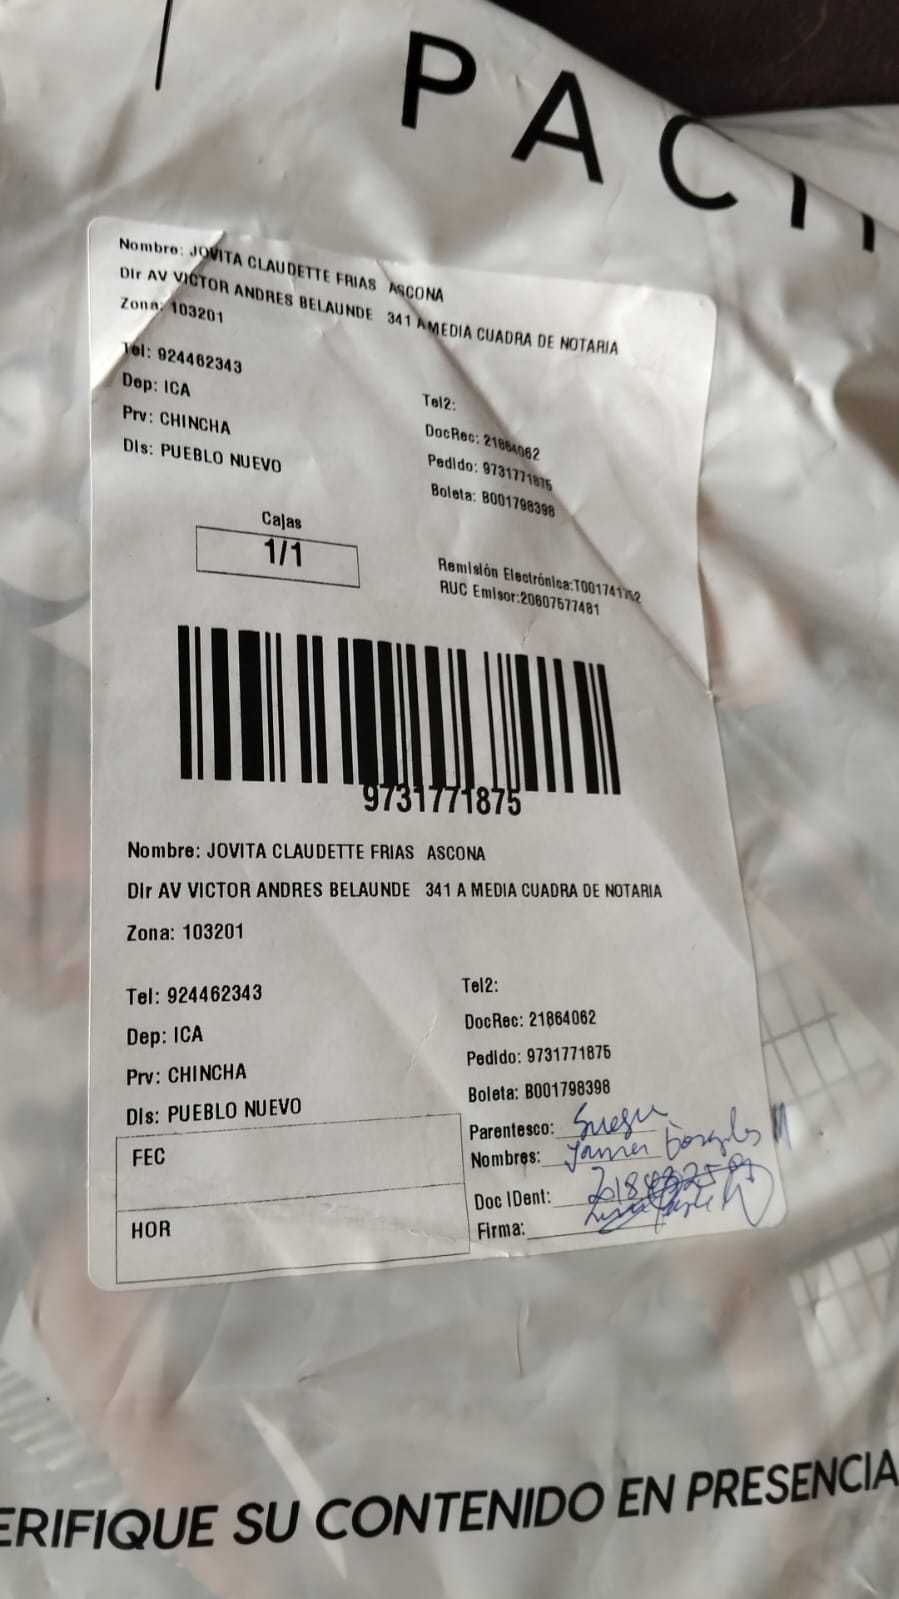 PACI
Nombre: JOVITA CLAUDETTE FRIAS ASCONA
Dir AV VICTOR ANDRES BELAUNDE 341 A MEDIA CUADRA DE NOTARIA
Zona: 103201
Tel: 924462343
Dep: ICA
Prv: CHINCHA
Dis: PUEBLO NUEVO
Tel2:
DocRec: 21864062
Pedido: 9731771875
Boleta: B001798398
Cajas
1/1
Remisión Electrónica:
RUC Emisor:20607577481
9731771875
Nombre: JOVITA CLAUDETTE FRIAS ASCONA
Dir AV VICTOR ANDRES BELAUNDE 341 A MEDIA CUADRA DE NOTARIA
Zona: 103201
Tel: 924462343
Dep: ICA
Prv: CHINCHA
Dis: PUEBLO NUEVO
Tel2:
DocRec: 21864062
Pedido: 9731771875
Boleta: B001798398
Parentesco: Suegro
Nombres:
Doc IDent:
Firma:
FEC
HOR
ERIFIQUE SU CONTENIDO EN PRESENCIA